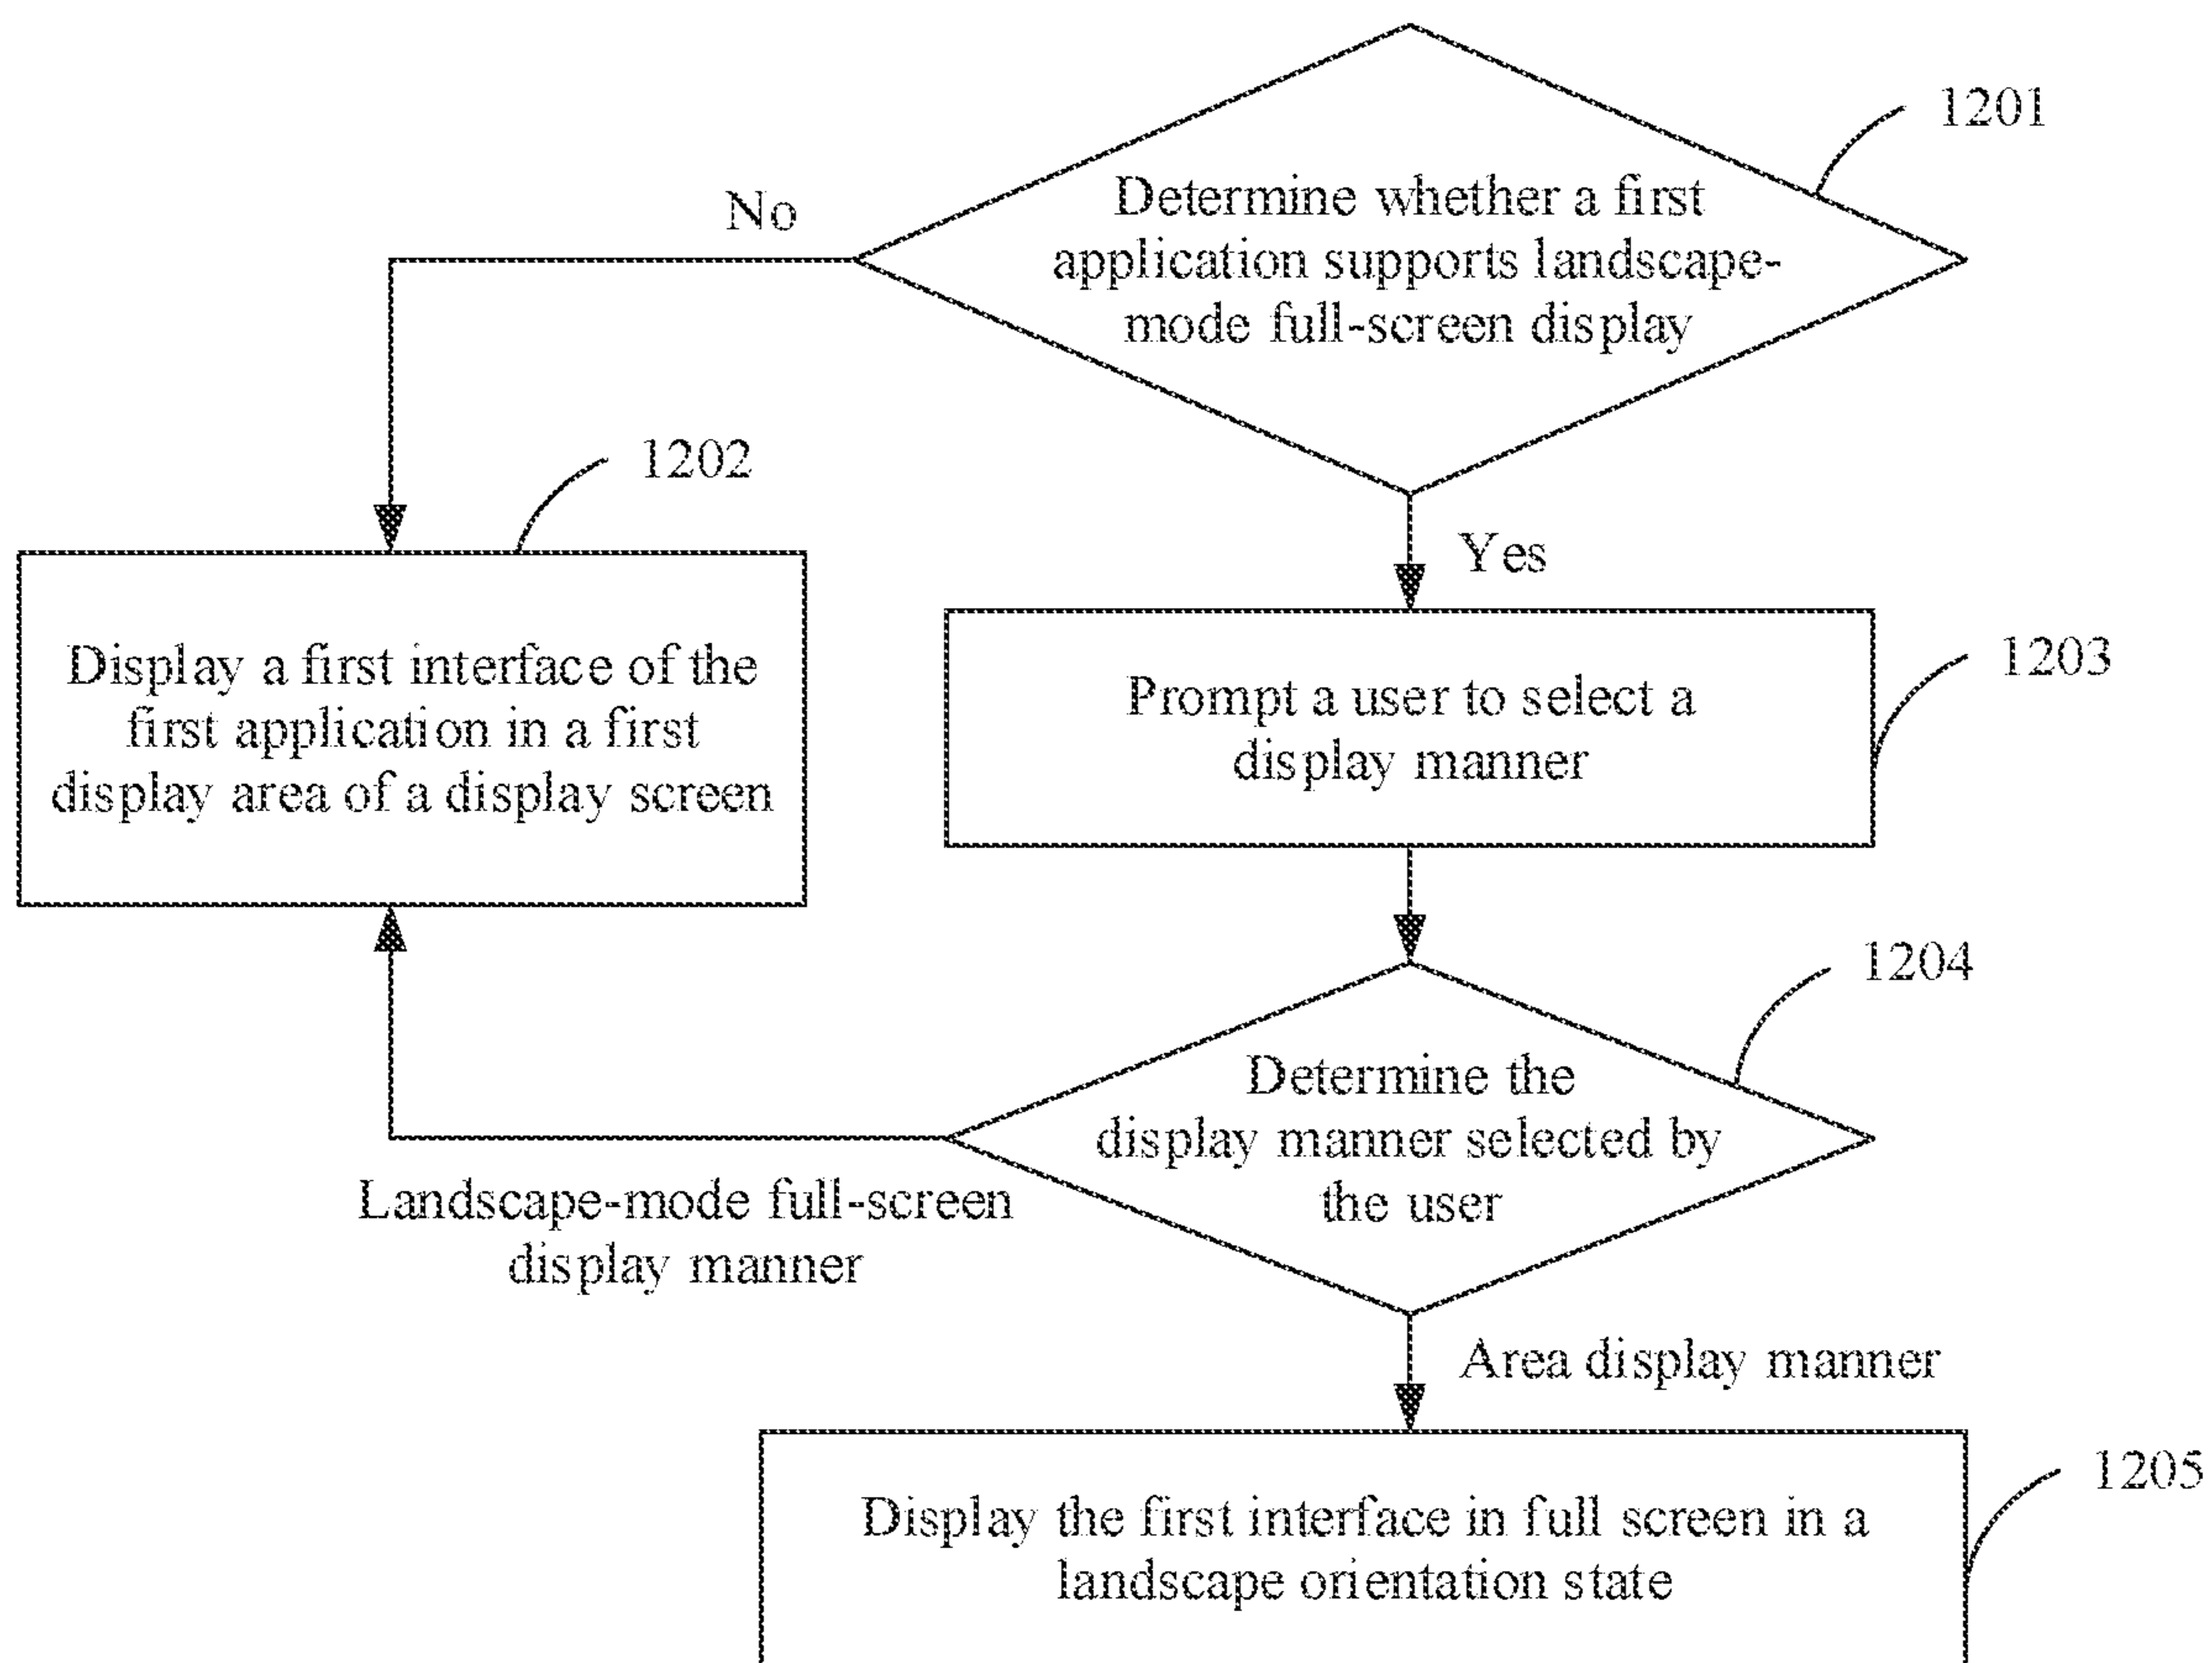 1201
Determine whether a first
application supports landscape-
mode full-screen display
No
Yes
1202
Display a first interface of the
first application in a first
display area of a display screen
1203
Prompt a user to select a
display manner
1204
Determine the
display manner selected by
the user
Landscape-mode full-screen
display manner
Area display manner
1205
Display the first interface in full screen in a
landscape orientation state